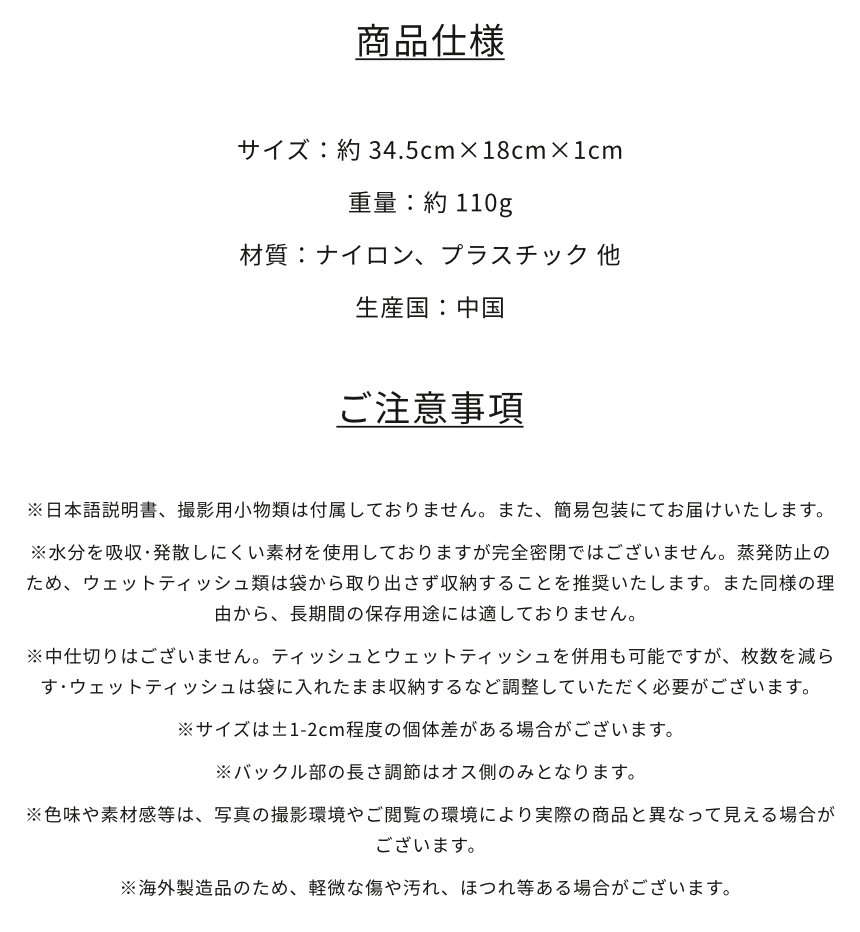 商品仕様
サイズ：約 34.5cm×18cm×1cm
重量：約 110g
材質：ナイロン、プラスチック 他
生産国：中国
ご注意事項
※日本語説明書、撮影用小物類は付属しておりません。また、簡易包装にてお届けいたします。
※水分を吸収･発散しにくい素材を使用しておりますが完全密閉ではございません。蒸発防止の
ため、ウェットティッシュ類は袋から取り出さず収納することを推奨いたします。また同様の理
由から、長期間の保存用途には適しておりません。
※中仕切りはございません。ティッシュとウェットティッシュを併用も可能ですが、枚数を減ら
す･ウェットティッシュは袋に入れたまま収納するなど調整していただく必要がございます。
※サイズは±1-2cm程度の個体差がある場合がございます。
※バックル部の長さ調節はオス側のみとなります。
※色味や素材感等は、写真の撮影環境やご閲覧の環境により実際の商品と異なって見える場合が
ございます。
※海外製造品のため、軽微な傷や汚れ、ほつれ等ある場合がございます。